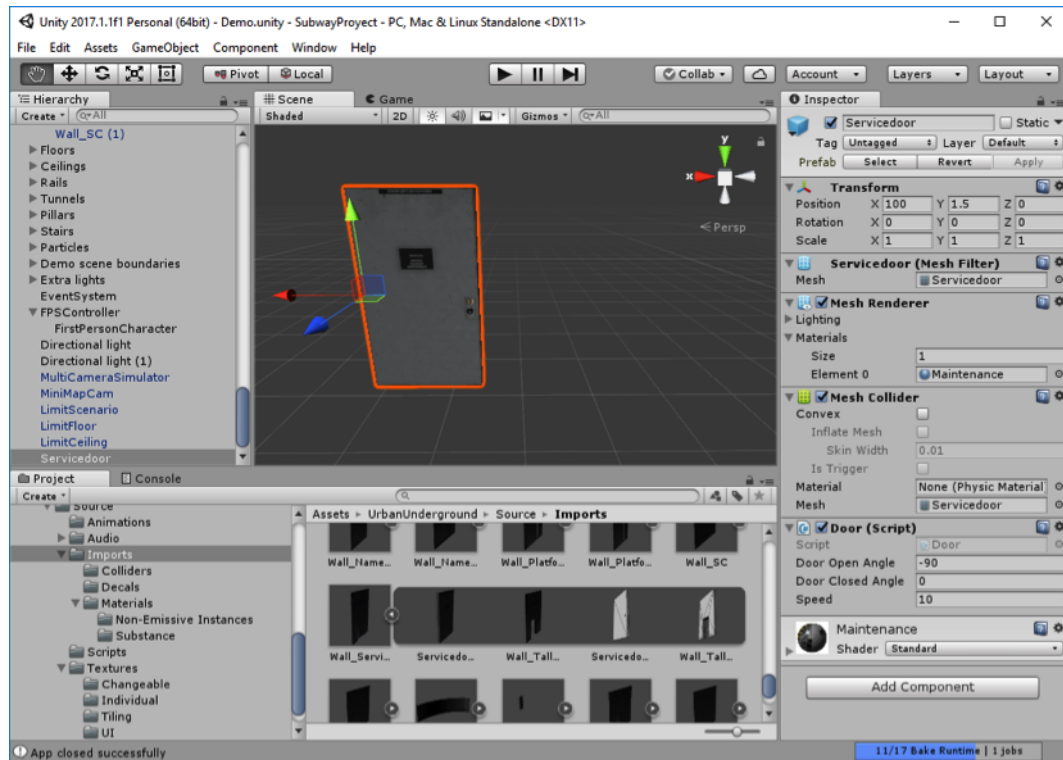 Unity 2017.1.1f1 Personal (64bit) - Demo.unity - SubwayProyect - PC, Mac & Linux Standalone <DX11>
File Edit Assets GameObject Component Window Help
Pivot Local Collab Account Layers Layout
Hierarchy
Create All
Wall_SC (1)
Floors
Ceilings
Rails
Tunnels
Pillars
Stairs
Particles
Demo scene boundaries
Extra lights
EventSystem
FPSController
FirstPersonCharacter
Directional light
Directional light (1)
MultiCameraSimulator
MiniMapCam
LimitScenario
LimitFloor
LimitCeiling
Servicedoor
Scene Game
Shaded 2D Gizmos All
y
x
Persp
Inspector
Servicedoor Static
Tag Untagged Layer Default
Prefab Select Revert Apply
Transform
Position X 100 Y 1.5 Z 0
Rotation X 0 Y 0 Z 0
Scale X 1 Y 1 Z 1
Servicedoor (Mesh Filter)
Mesh Servicedoor
Mesh Renderer
Lighting
Materials
Size 1
Element 0 Maintenance
Mesh Collider
Convex
Inflate Mesh
Skin Width 0.01
Is Trigger
Material None (Physic Material)
Mesh Servicedoor
Door (Script)
Script Door
Door Open Angle -90
Door Closed Angle 0
Speed 10
Maintenance
Shader Standard
Add Component
Project Console
Create
Source
Animations
Audio
Imports
Colliders
Decals
Materials
Non-Emissive Instances
Substance
Scripts
Textures
Changeable
Individual
Tiling
UI
Assets UrbanUnderground Source Imports
Wall_Name... Wall_Name... Wall_Platfo... Wall_Platfo... Wall_SC
Wall_Servi... Servicedo... Wall_Tall... Servicedo... Wall_Tall...
App closed successfully
11/17 Bake Runtime | 1 jobs